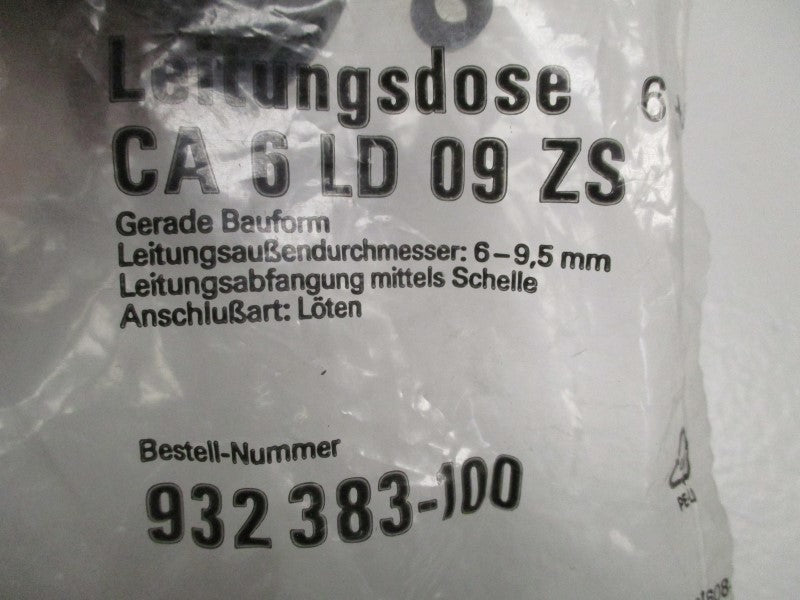 Leitungsdose 6
CA 6 LD 09 ZS
Gerade Bauform
Leitungsaußendurchmesser: 6–9,5 mm
Leitungsabfangung mittels Schelle
Anschlußart: Löten
Bestell-Nummer
932 383-100